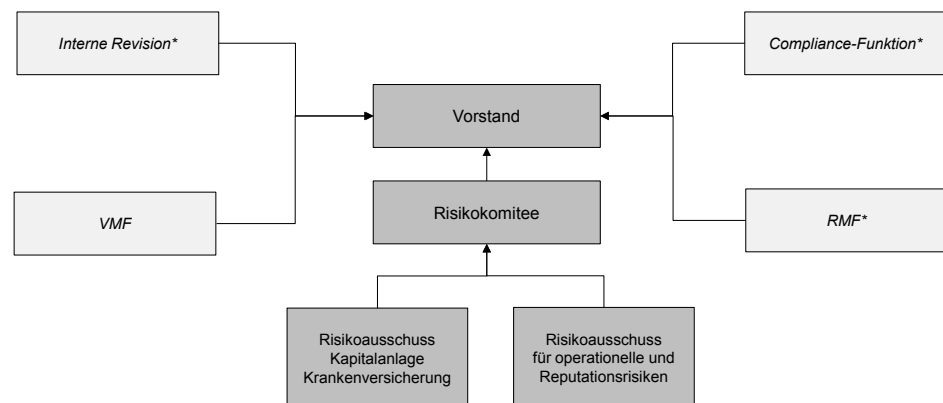 Interne Revision*
Compliance-Funktion*
Vorstand
VMF
Risikokomitee
RMF*
Risikoausschuss
Kapitalanlage
Krankenversicherung
Risikoausschuss
für operationelle und
Reputationsrisiken